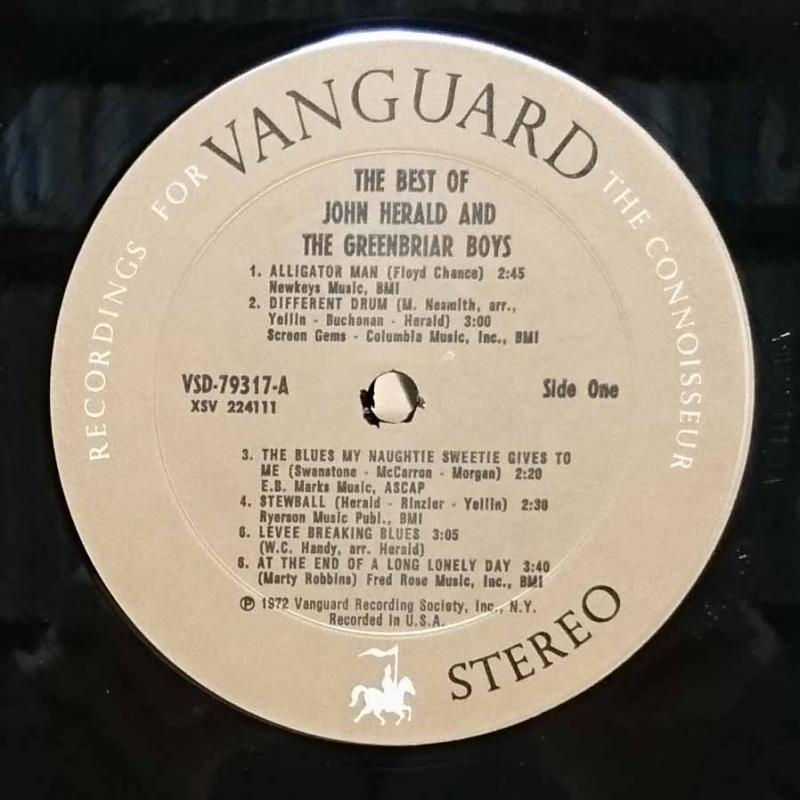 VANGUARD
RECORDINGS FOR THE CONNOISSEUR
THE BEST OF
JOHN HERALD AND
THE GREENBRIAR BOYS
1. ALLIGATOR MAN (Floyd Chance) 2:45
Newkeys Music, BMI
2. DIFFERENT DRUM (M. Nesmith, arr.,
Yellin - Buchanan - Herald) 3:00
Screen Gems - Columbia Music, Inc., BMI
VSD-79317-A
XSV 224111
Side One
3. THE BLUES MY NAUGHTIE SWEETIE GIVES TO
ME (Swanstone - McCarron - Morgan) 2:20
E.B. Marks Music, ASCAP
4. STEWBALL (Herald - Rinzler - Yellin) 2:30
Ryerson Music Publ., BMI
6. LEVEE BREAKING BLUES 3:05
(W.C. Handy, arr. Herald)
6. AT THE END OF A LONG LONELY DAY 3:40
(Marty Robbins) Fred Rose Music, Inc., BMI
℗ 1972 Vanguard Recording Society, Inc., N.Y.
Recorded in U.S.A.
STEREO